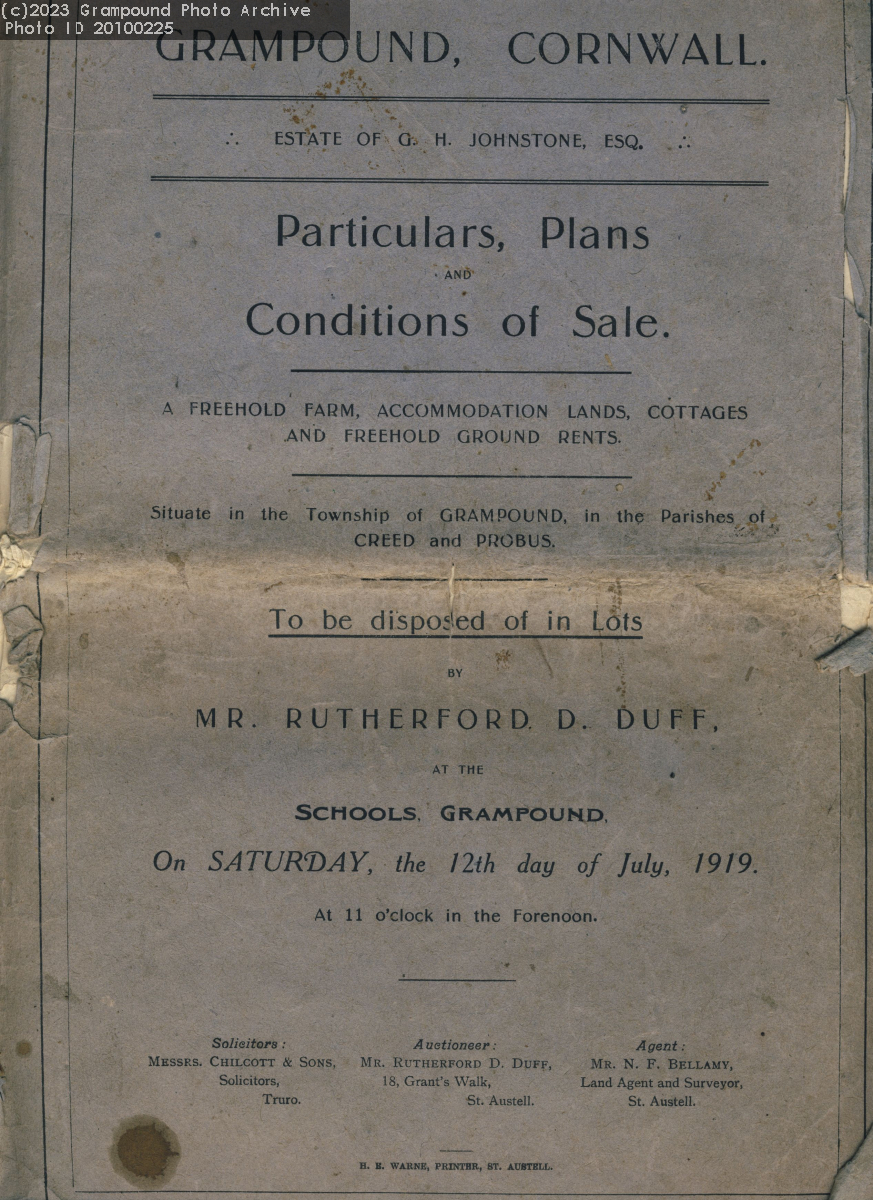 (c)2023 Grampound Photo Archive
Photo ID 20100225
GRAMPOUND, CORNWALL.
∴ ESTATE OF G. H. JOHNSTONE, ESQ. ∴
Particulars, Plans
AND
Conditions of Sale.
A FREEHOLD FARM, ACCOMMODATION LANDS, COTTAGES
AND FREEHOLD GROUND RENTS.
Situate in the Township of GRAMPOUND, in the Parishes of
CREED and PROBUS.
To be disposed of in Lots
BY
MR. RUTHERFORD. D. DUFF,
AT THE
SCHOOLS, GRAMPOUND,
On SATURDAY, the 12th day of July, 1919.
At 11 o'clock in the Forenoon.
Solicitors:
MESSRS. CHILCOTT & SONS,
Solicitors,
Truro.
Auctioneer:
MR. RUTHERFORD D. DUFF,
18, Grant's Walk,
St. Austell.
Agent:
MR. N. F. BELLAMY,
Land Agent and Surveyor,
St. Austell.
H. E. WARNE, PRINTER, ST. AUSTELL.